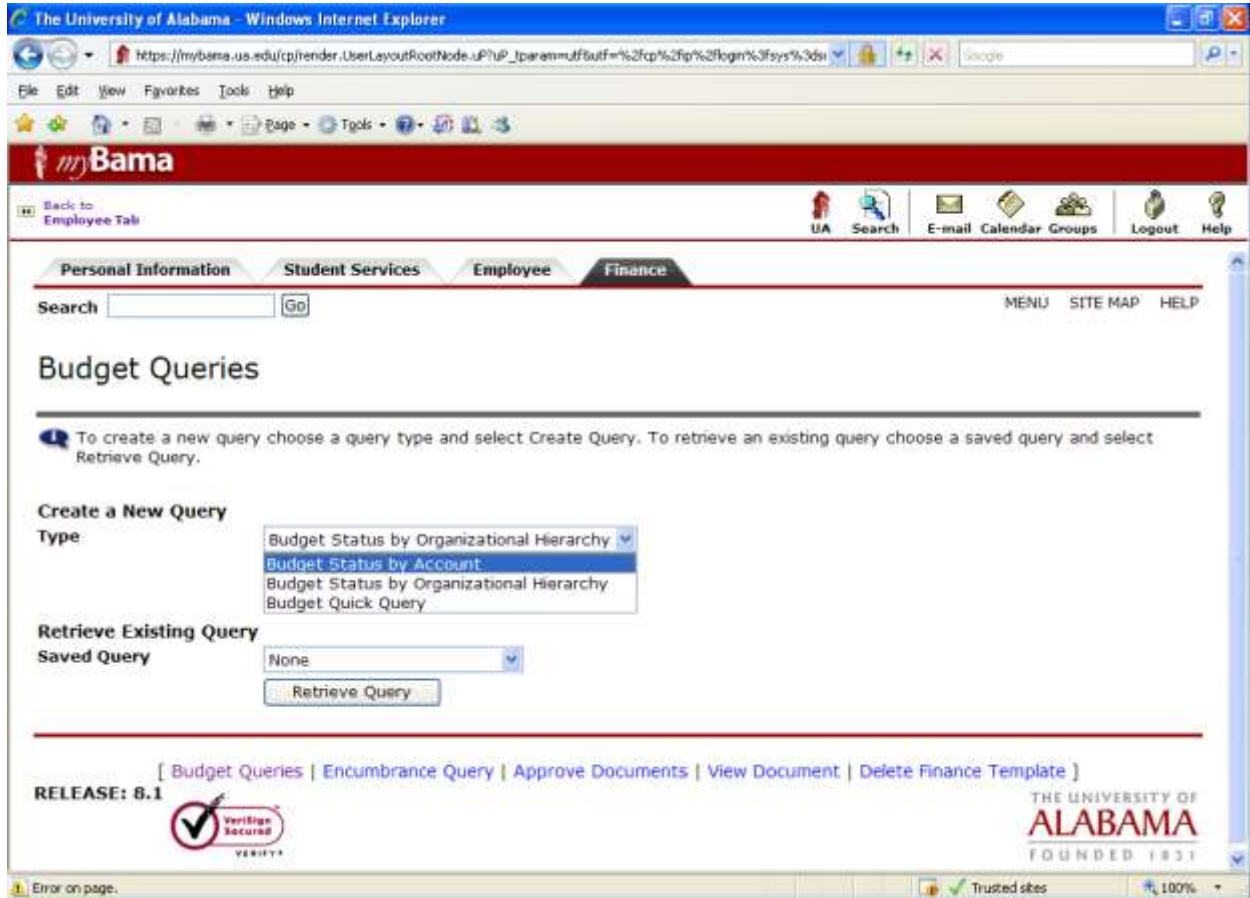 The University of Alabama - Windows Internet Explorer
Google
File Edit View Favorites Tools Help
Page Tools
myBama
Back to
Employee Tab
UA Search E-mail Calendar Groups Logout Help
Personal Information Student Services Employee Finance
Search Go MENU SITE MAP HELP
Budget Queries
To create a new query choose a query type and select Create Query. To retrieve an existing query choose a saved query and select
Retrieve Query.
Create a New Query
Type Budget Status by Organizational Hierarchy
Budget Status by Account
Budget Status by Organizational Hierarchy
Budget Quick Query
Retrieve Existing Query
Saved Query None
Retrieve Query
[ Budget Queries | Encumbrance Query | Approve Documents | View Document | Delete Finance Template ]
RELEASE: 8.1
VeriSign
Secured
VERIFY
THE UNIVERSITY OF
ALABAMA
FOUNDED 1831
Error on page. Trusted sites 100%